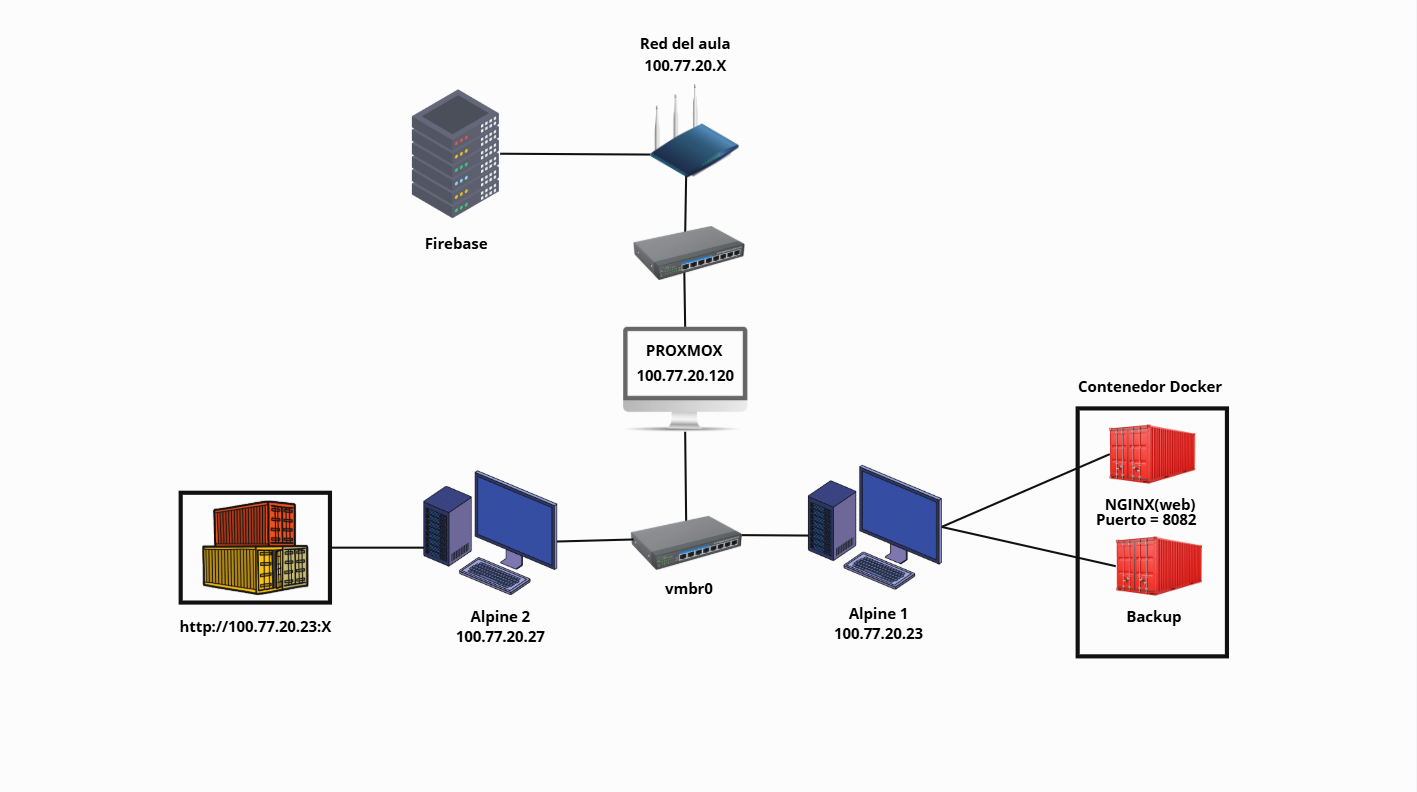 Red del aula
100.77.20.X
Firebase
PROXMOX
100.77.20.120
Contenedor Docker
NGINX(web)
Puerto = 8082
Backup
vmbr0
Alpine 2
100.77.20.27
Alpine 1
100.77.20.23
http://100.77.20.23:X